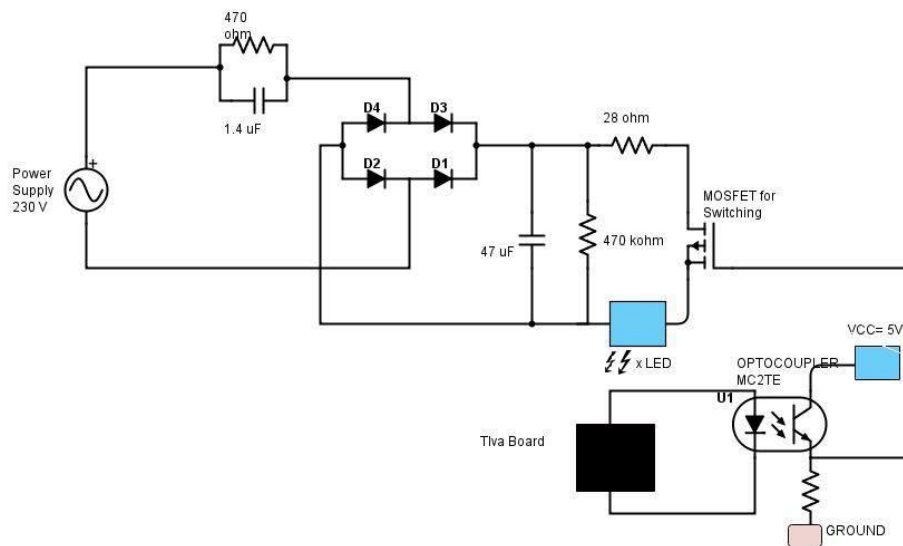 470
ohm
1.4 uF
D4
D3
D2
D1
Power
Supply
230 V
+
28 ohm
MOSFET for
Switching
47 uF
470 kohm
x LED
VCC= 5V
OPTOCOUPLER
MC2TE
U1
TIva Board
GROUND